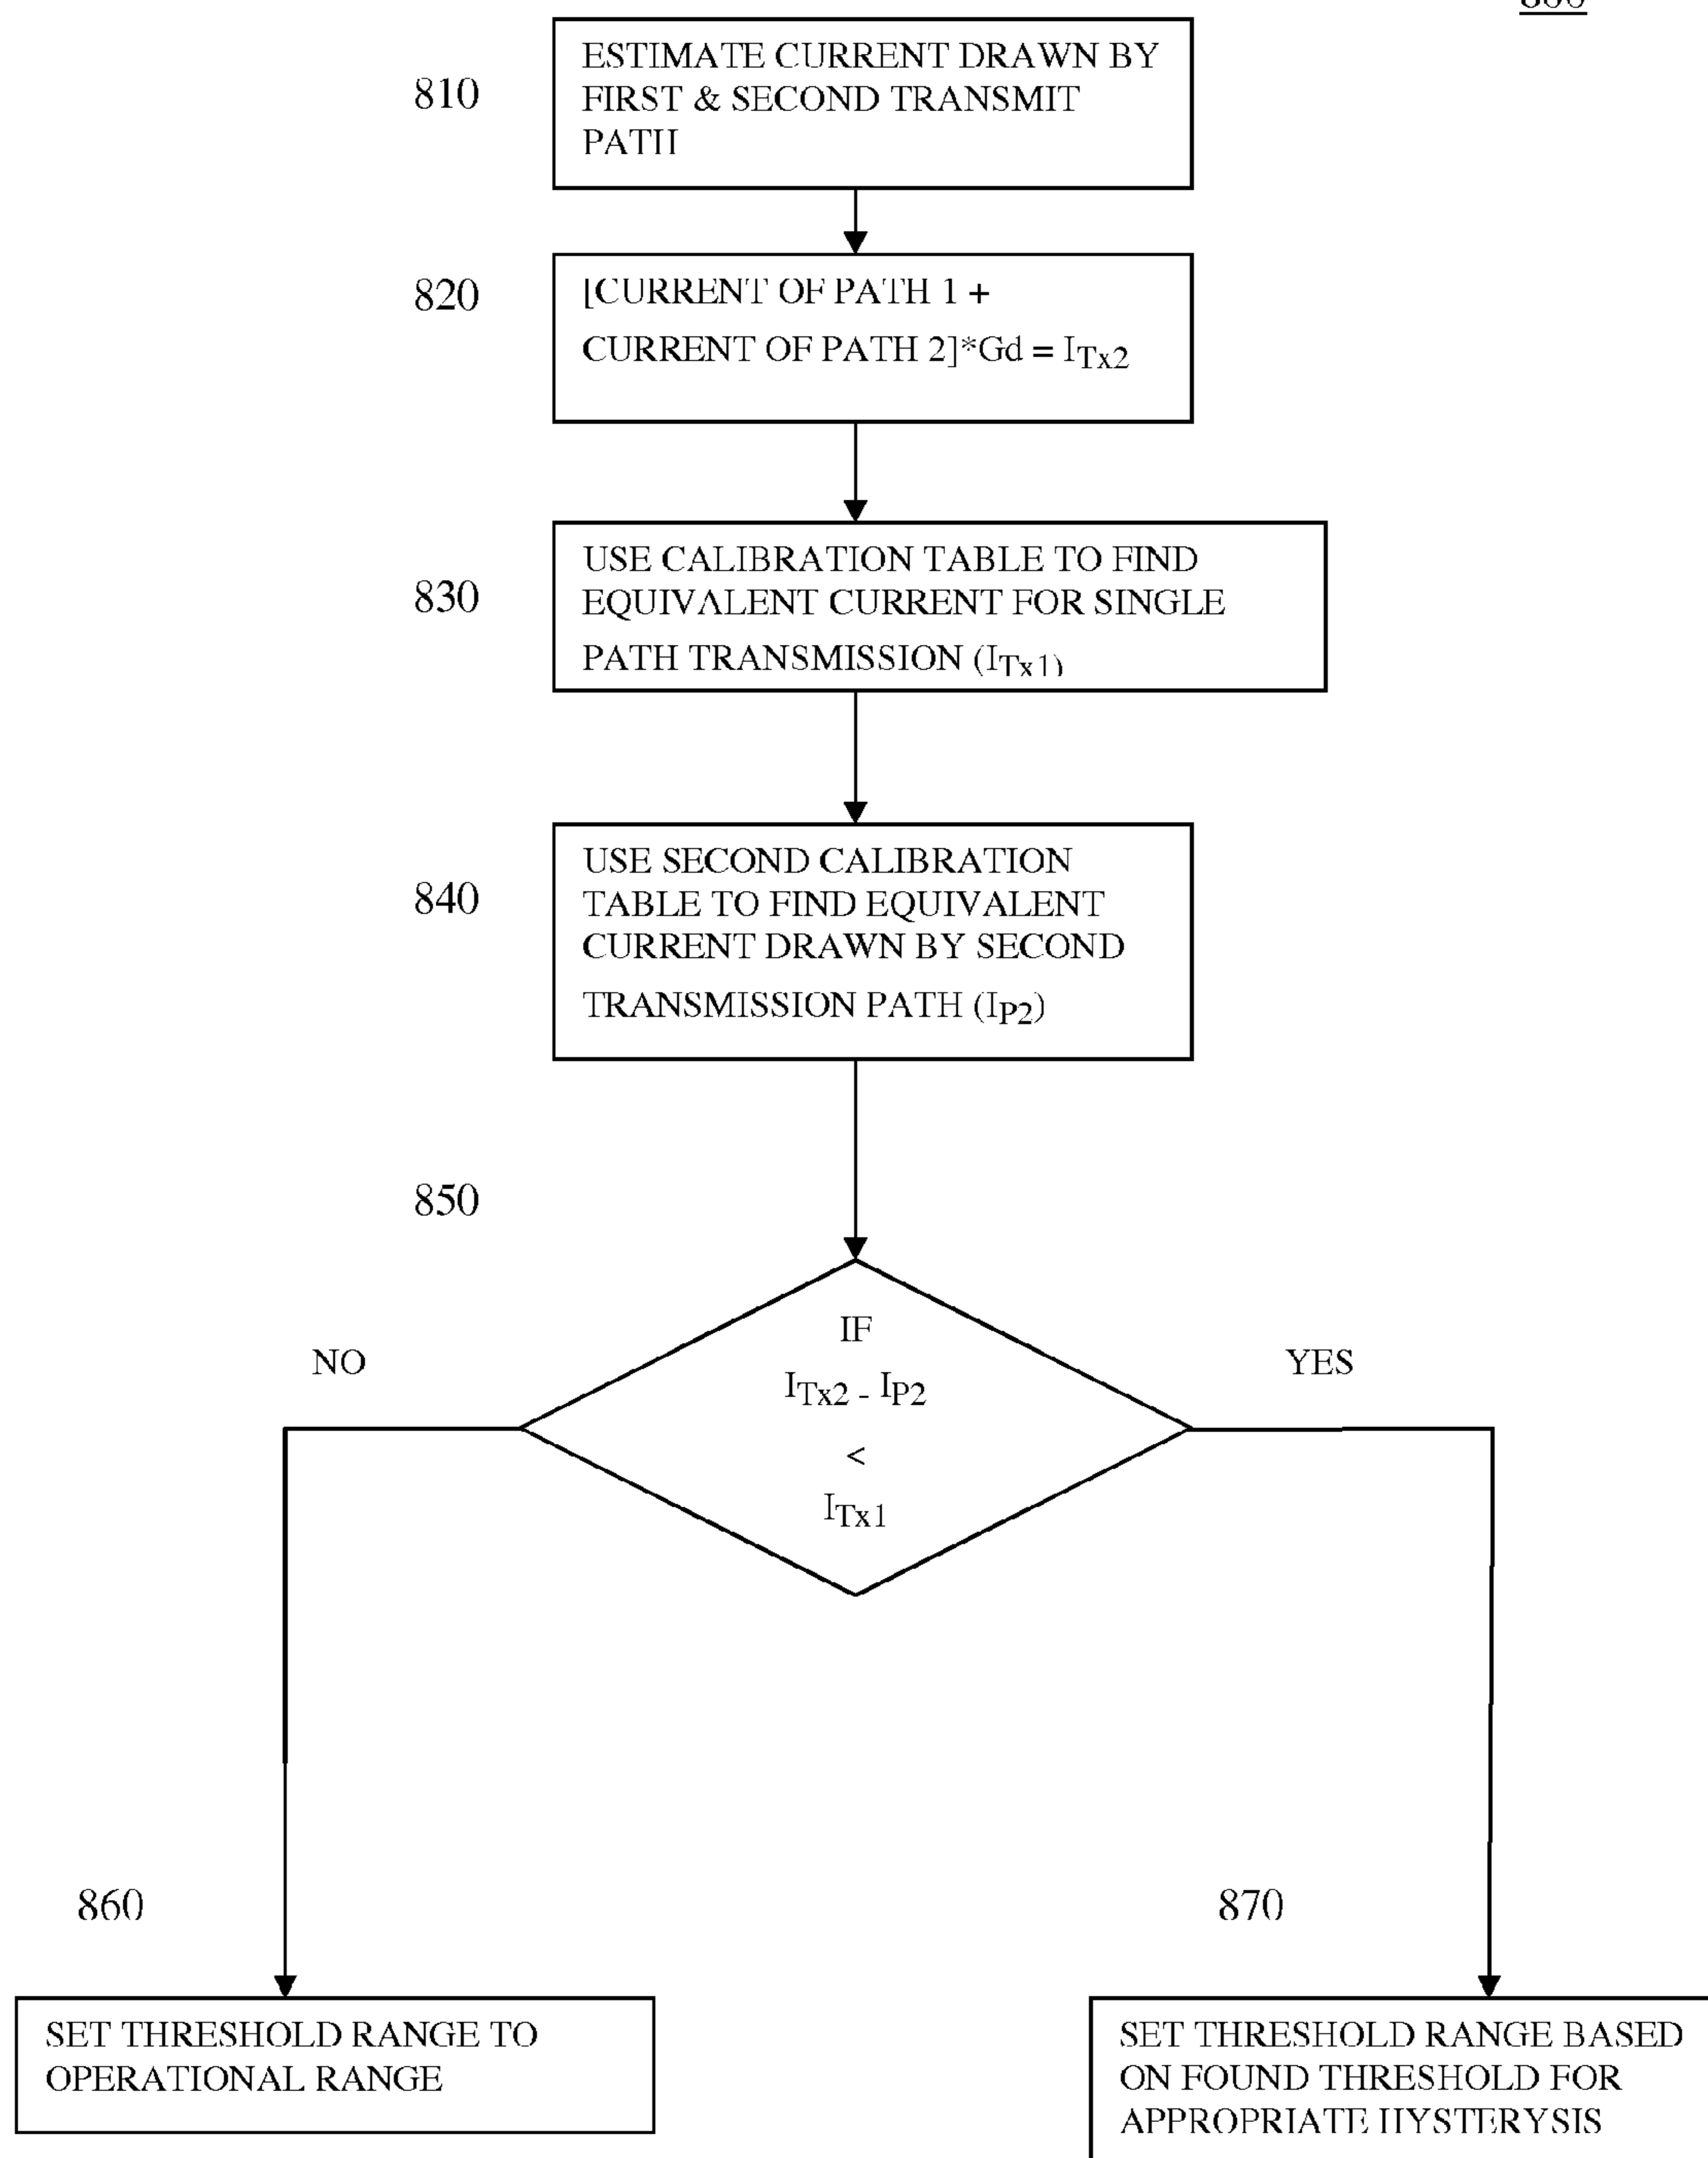 810
ESTIMATE CURRENT DRAWN BY
FIRST & SECOND TRANSMIT
PATH
820
[CURRENT OF PATH 1 +
CURRENT OF PATH 2]*Gd = ITx2
830
USE CALIBRATION TABLE TO FIND
EQUIVALENT CURRENT FOR SINGLE
PATH TRANSMISSION (ITx1)
840
USE SECOND CALIBRATION
TABLE TO FIND EQUIVALENT
CURRENT DRAWN BY SECOND
TRANSMISSION PATH (IP2)
850
IF
ITx2 - IP2
<
ITx1
NO
YES
860
SET THRESHOLD RANGE TO
OPERATIONAL RANGE
870
SET THRESHOLD RANGE BASED
ON FOUND THRESHOLD FOR
APPROPRIATE HYSTERYSIS